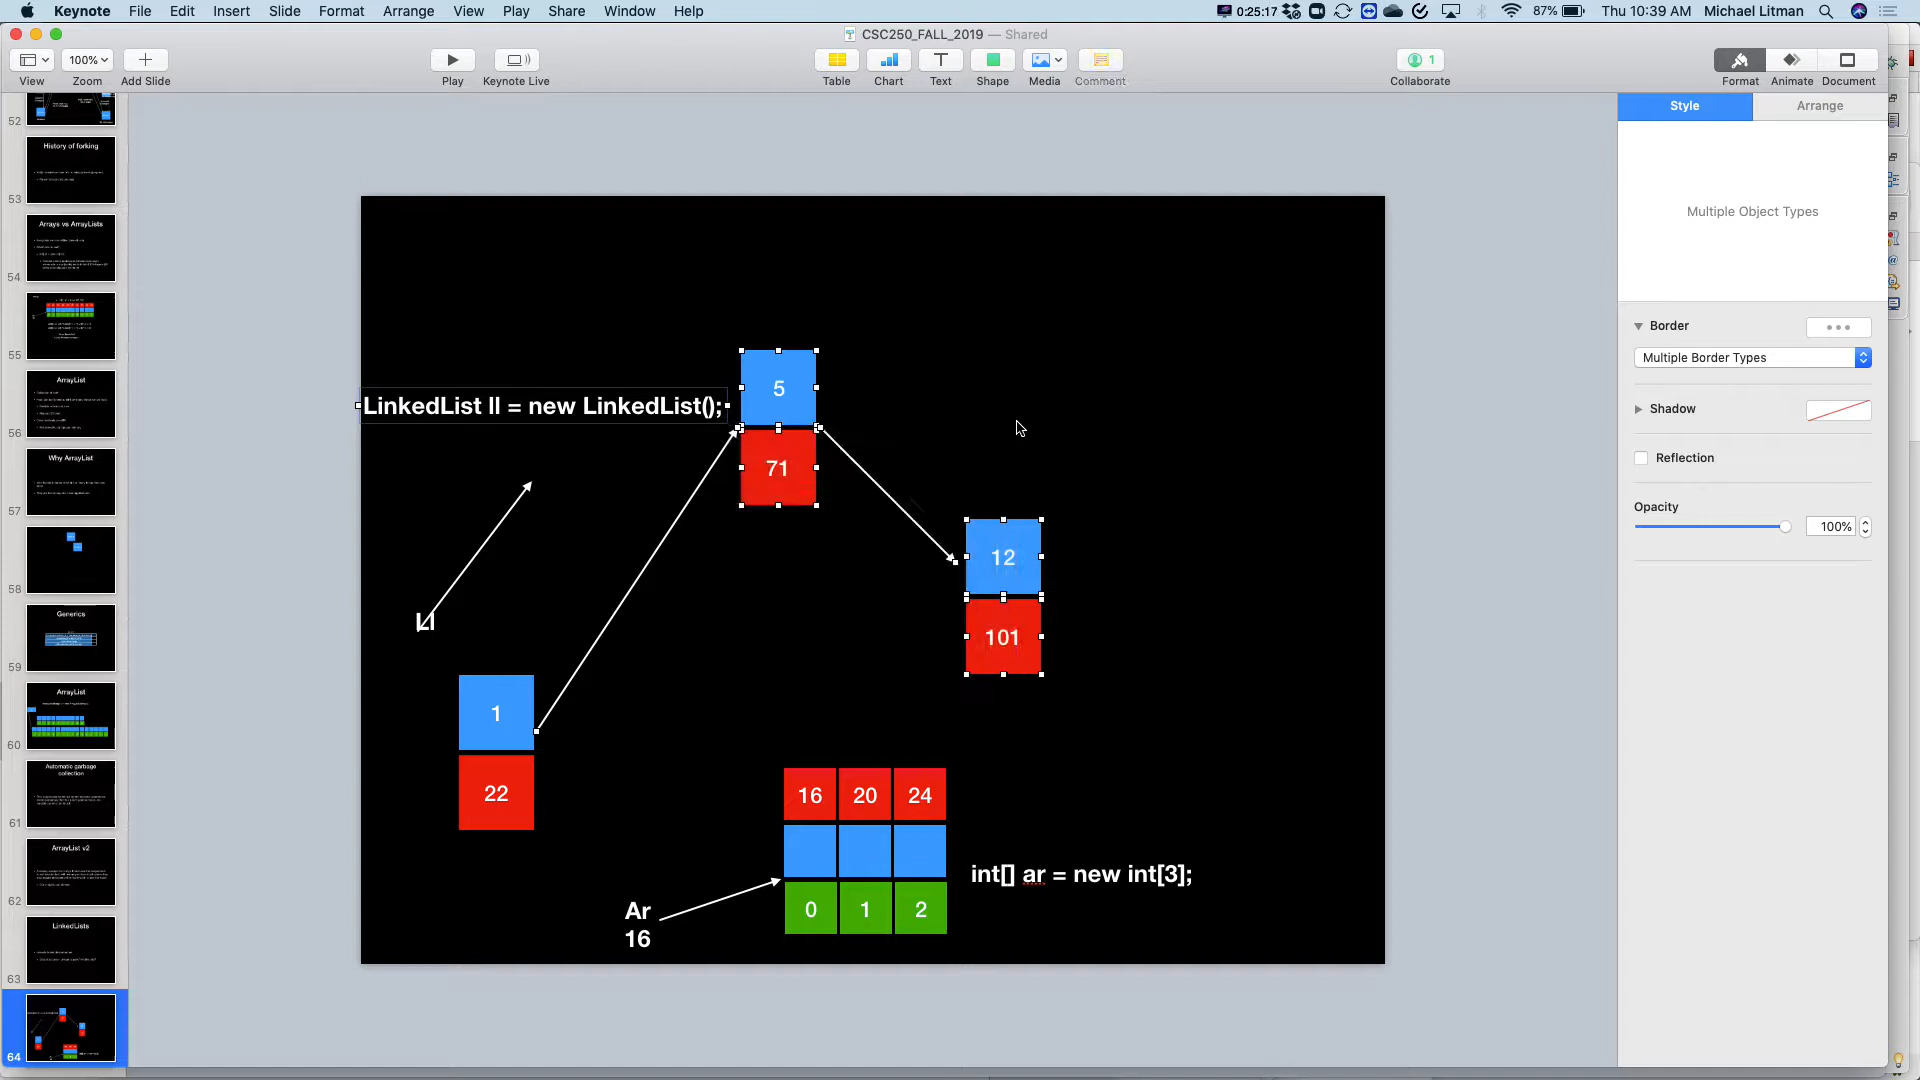 Keynote File Edit Insert Slide Format Arrange View Play Share Window Help
0:25:17 87% Thu 10:39 AM Michael Litman
CSC250_FALL_2019 — Shared
100%
1
View Zoom Add Slide Play Keynote Live Table Chart Text Shape Media Comment Collaborate Format Animate Document
Style Arrange
Multiple Object Types
Border
Multiple Border Types
Shadow
Reflection
Opacity
100%
52
History of forking
53
Arrays vs ArrayLists
54
55
ArrayList
56
Why ArrayList
57
58
Generics
59
ArrayList
60
Automatic garbage
collection
61
ArrayList v2
62
LinkedLists
63
64
LinkedList ll = new LinkedList();
5
71
12
101
Ll
1
22
16 20 24
int[] ar = new int[3];
0 1 2
Ar
16